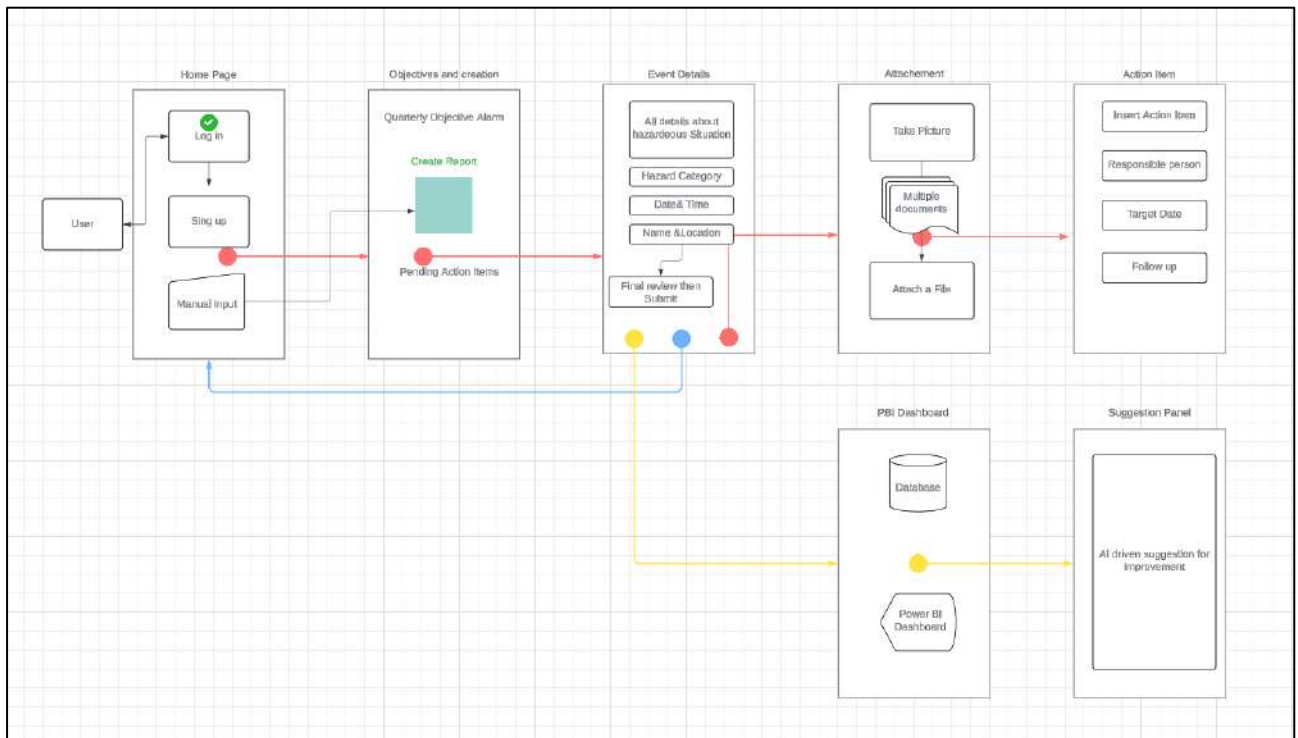 Home Page
Objectives and creation
Event Details
Attachement
Action Item
User
Log in
Sing up
Manual Input
Quarterly Objective Alarm
Create Report
Pending Action Items
All details about
hazardeous Situation
Hazard Category
Date& Time
Name &Location
Final review then
Submit
Take Picture
Multiple
documents
Attach a File
Insert Action Item
Responsible person
Target Date
Follow up
PBI Dashboard
Suggestion Panel
Database
Power BI
Dashboard
AI driven suggestion for
improvement